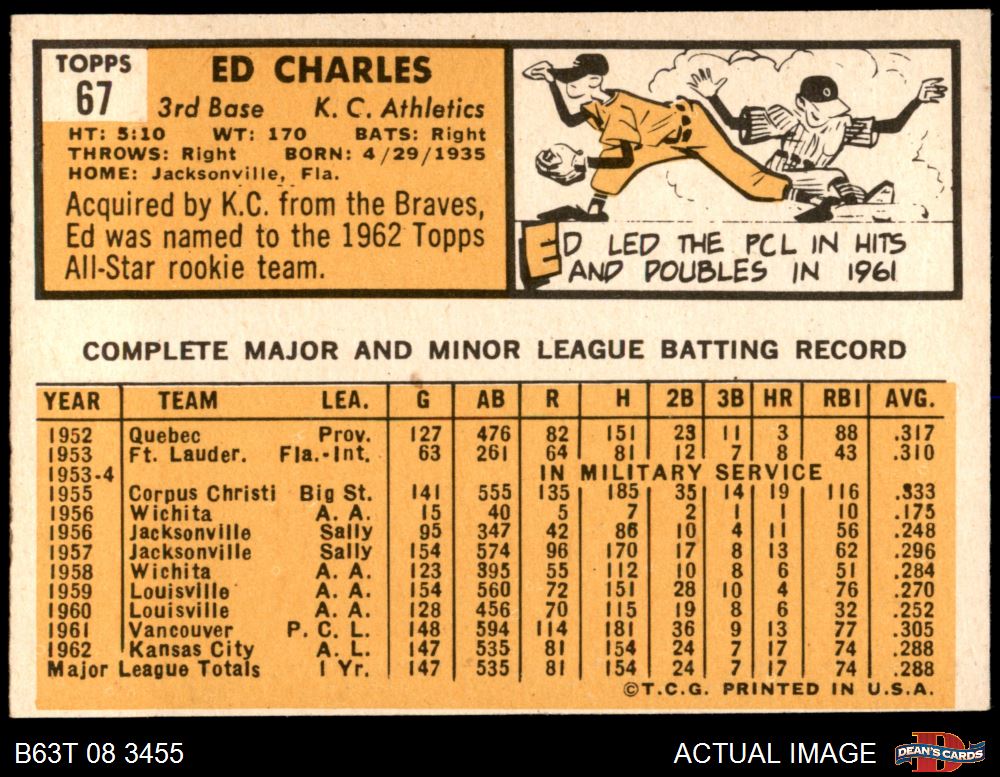 TOPPS
67
ED CHARLES
3rd Base K. C. Athletics
HT: 5:10 WT: 170 BATS: Right
THROWS: Right BORN: 4/29/1935
HOME: Jacksonville, Fla.
Acquired by K.C. from the Braves,
Ed was named to the 1962 Topps
All-Star rookie team.
ED LED THE PCL IN HITS
AND DOUBLES IN 1961
COMPLETE MAJOR AND MINOR LEAGUE BATTING RECORD
YEAR TEAM LEA. G AB R H 2B 3B HR RBI AVG.
1952 Quebec Prov. 127 476 82 151 23 11 3 88 .317
1953 Ft. Lauder. Fla.-Int. 63 261 64 81 12 7 8 43 .310
1953-4 IN MILITARY SERVICE
1955 Corpus Christi Big St. 141 555 135 185 35 14 19 116 .333
1956 Wichita A. A. 15 40 5 7 2 1 1 10 .175
1956 Jacksonville Sally 95 347 42 86 10 4 11 56 .248
1957 Jacksonville Sally 154 574 96 170 17 8 13 62 .296
1958 Wichita A. A. 123 395 55 112 10 8 6 51 .284
1959 Louisville A. A. 154 560 72 151 28 10 4 76 .270
1960 Louisville A. A. 128 456 70 115 19 8 6 32 .252
1961 Vancouver P. C. L. 148 594 114 181 36 9 13 77 .305
1962 Kansas City A. L. 147 535 81 154 24 7 17 74 .288
Major League Totals 1 Yr. 147 535 81 154 24 7 17 74 .288
©T.C.G. PRINTED IN U.S.A.
B63T 08 3455 ACTUAL IMAGE DEAN'S CARDS